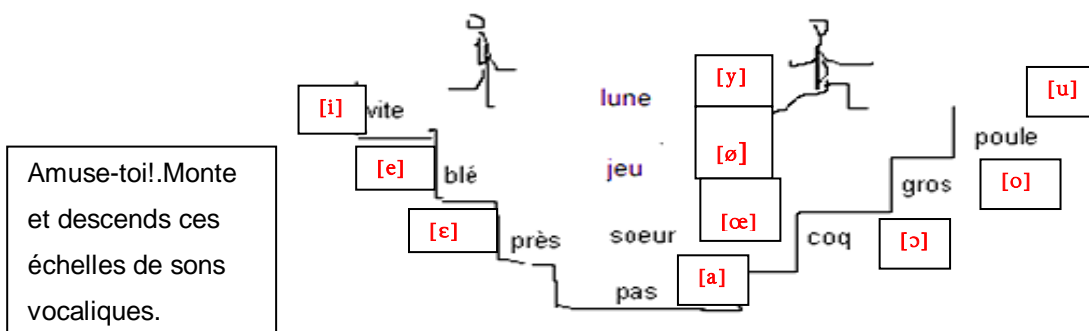 [y]
[i] vite lune [u]
poule
[e] blé jeu [ø]
Amuse-toi!.Monte
et descends ces
échelles de sons
vocaliques.
gros [o]
[ɛ] près soeur [œ] coq [ɔ]
pas [a]